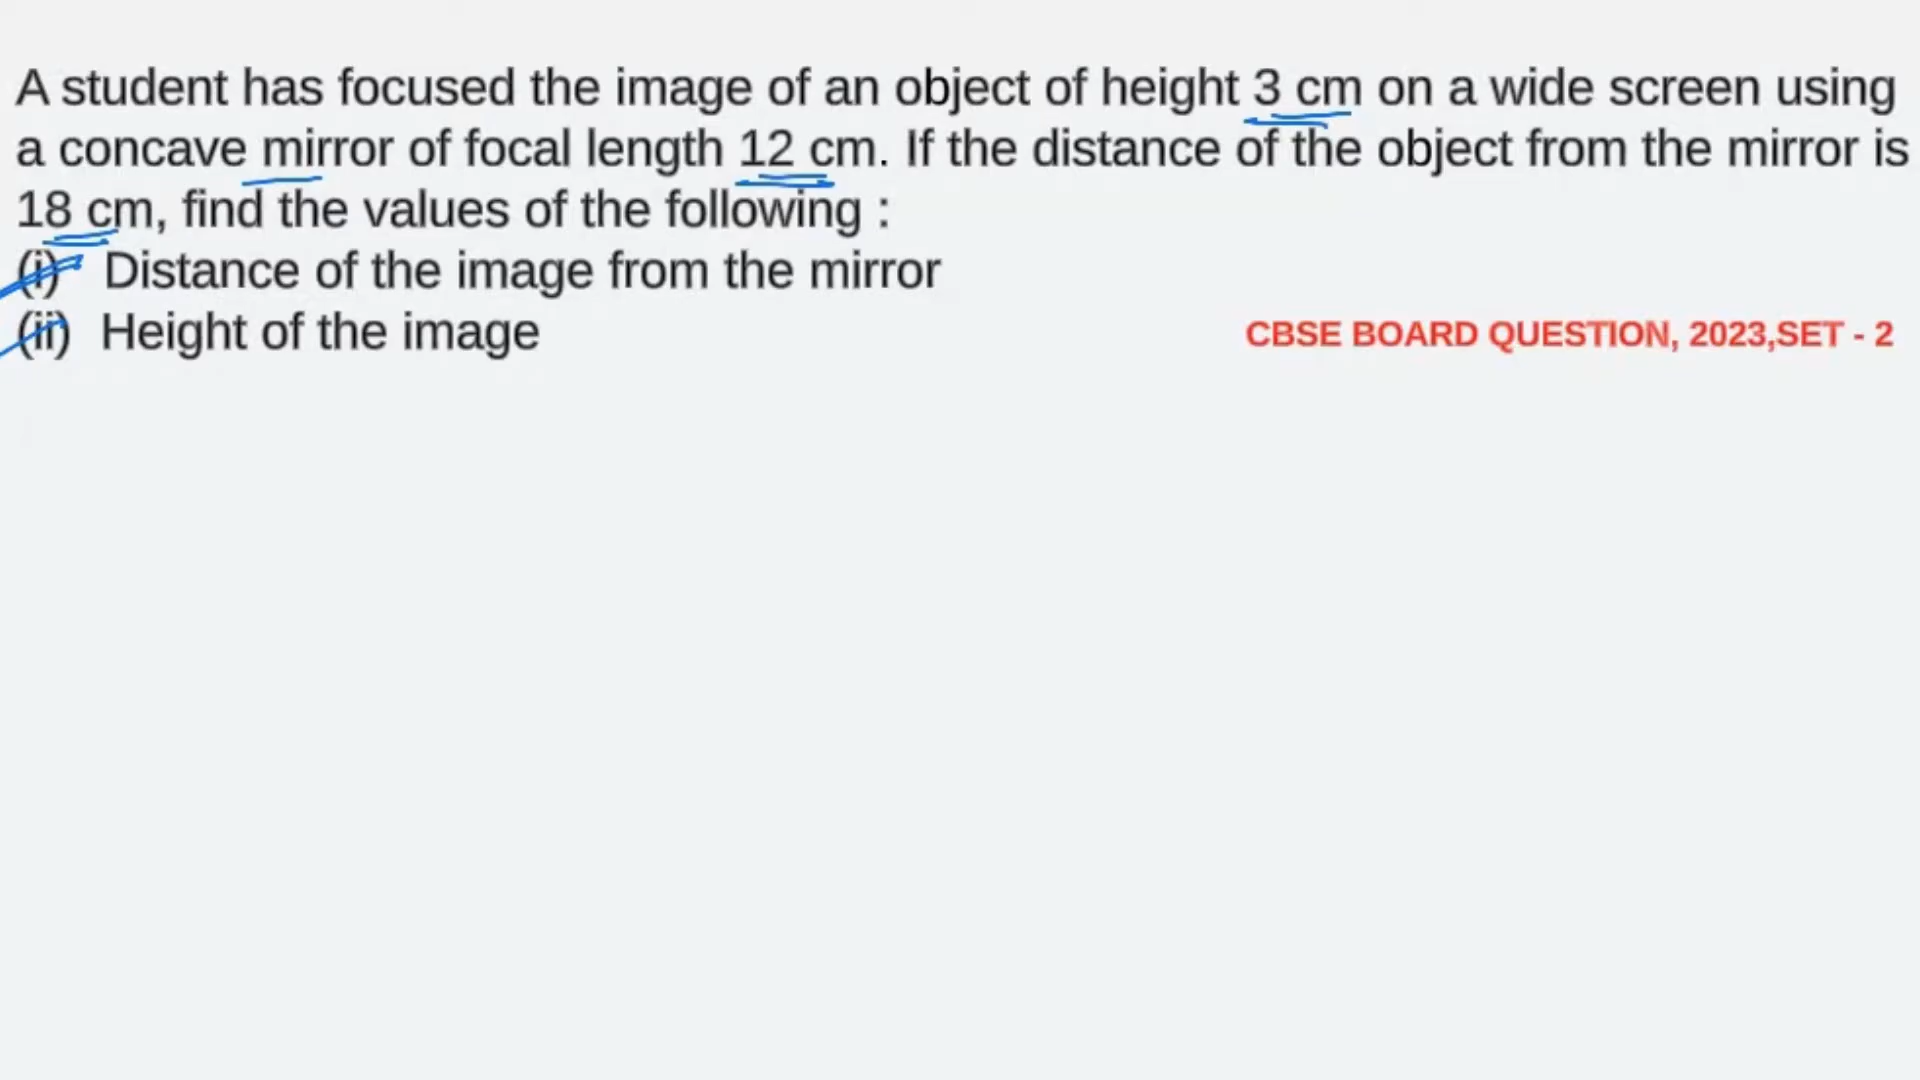 A student has focused the image of an object of height 3 cm on a wide screen using
a concave mirror of focal length 12 cm. If the distance of the object from the mirror is
18 cm, find the values of the following :
(i) Distance of the image from the mirror
(ii) Height of the image
CBSE BOARD QUESTION, 2023,SET - 2